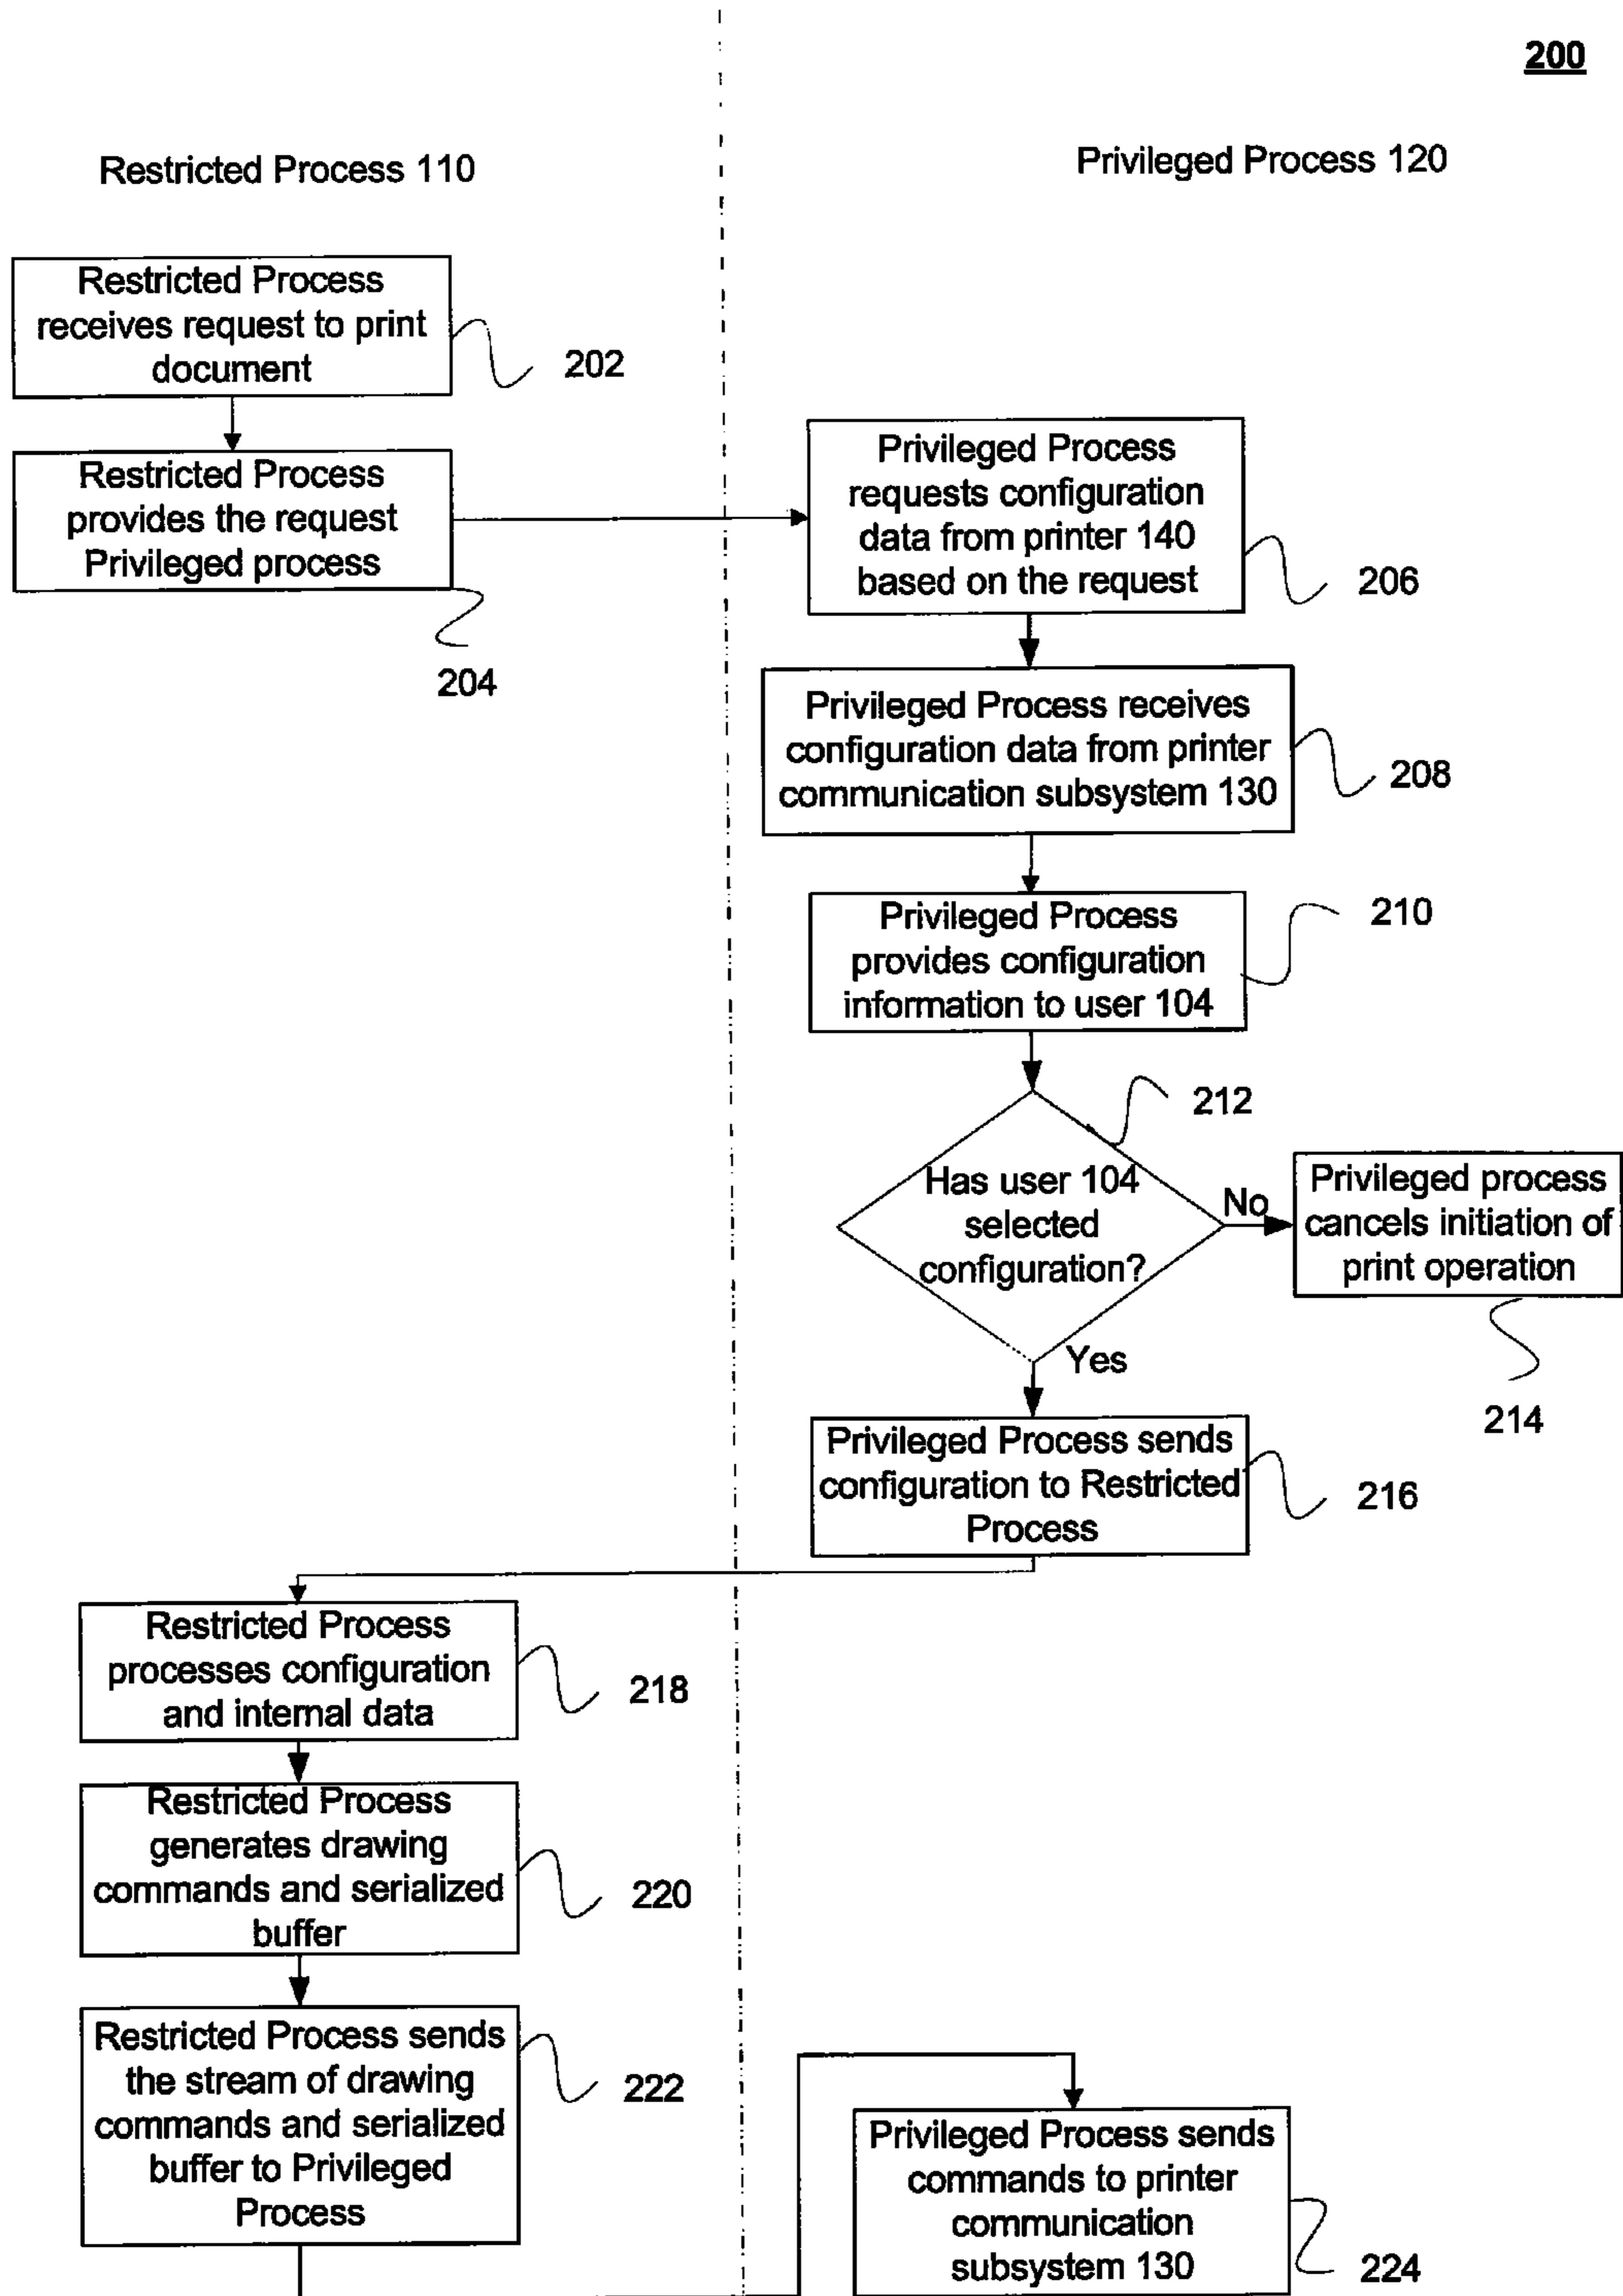 200
Restricted Process 110
Privileged Process 120
Restricted Process
receives request to print
document
202
Restricted Process
provides the request
Privileged process
204
Privileged Process
requests configuration
data from printer 140
based on the request
206
Privileged Process receives
configuration data from printer
communication subsystem 130
208
Privileged Process
provides configuration
information to user 104
210
212
Has user 104
selected
configuration?
No
Privileged process
cancels initiation of
print operation
214
Yes
Privileged Process sends
configuration to Restricted
Process
216
Restricted Process
processes configuration
and internal data
218
Restricted Process
generates drawing
commands and serialized
buffer
220
Restricted Process sends
the stream of drawing
commands and serialized
buffer to Privileged
Process
222
Privileged Process sends
commands to printer
communication
subsystem 130
224